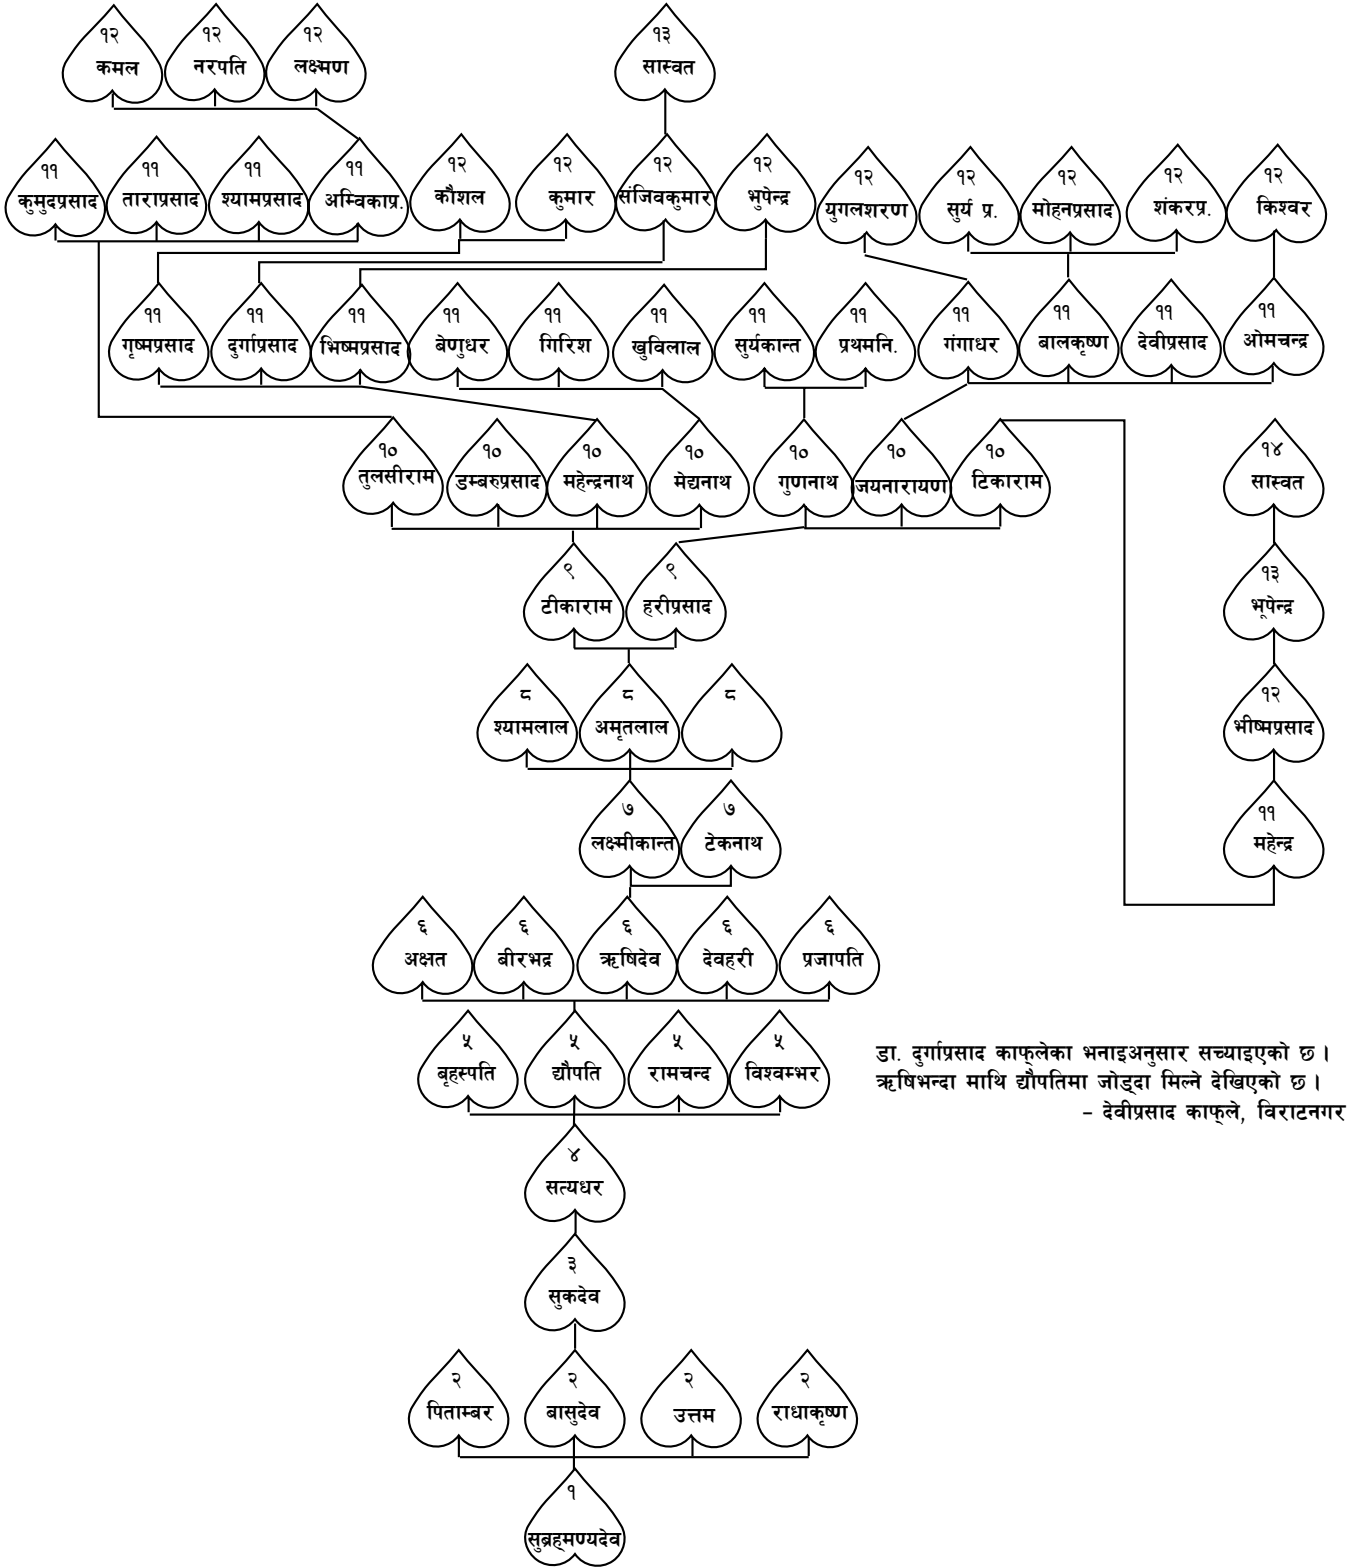 १२ १२ १२ १३
कमल नरपति लक्ष्मण सास्वत
११ ११ ११ ११ १२ १२ १२ १२ १२ १२ १२ १२ १२
कुमुदप्रसाद ताराप्रसाद श्यामप्रसाद अम्विकाप्र. कौशल कुमार संजिवकुमार भुपेन्द्र युगलशरण सुर्य प्र. मोहनप्रसाद शंकरप्र. किश्वर
११ ११ ११ ११ ११ ११ ११ ११ ११ ११ ११ ११
गृष्मप्रसाद दुर्गाप्रसाद भिष्मप्रसाद बेणुधर गिरिश खुविलाल सुर्यकान्त प्रथमनि. गंगाधर बालकृष्ण देवीप्रसाद ओमचन्द्र
१० १० १० १० १० १० १० १४
तुलसीराम डम्बरुप्रसाद महेन्द्रनाथ मेद्यनाथ गुणनाथ जयनारायण टिकाराम सास्वत
९ ९ १३
टीकाराम हरीप्रसाद भूपेन्द्र
८ ८ ८ १२
श्यामलाल अमृतलाल भीष्मप्रसाद
७ ७ ११
लक्ष्मीकान्त टेकनाथ महेन्द्र
६ ६ ६ ६ ६
अक्षत बीरभद्र ऋषिदेव देवहरी प्रजापति
५ ५ ५ ५
बृहस्पति द्यौपति रामचन्द विश्वम्भर
डा. दुर्गाप्रसाद काफ्‌लेका भनाइअनुसार सच्याइएको छ ।
ऋषिभन्दा माथि द्यौपतिमा जोड्‌दा मिल्ने देखिएको छ ।
– देवीप्रसाद काफ्‌ले, विराटनगर
४
सत्यधर
३
सुकदेव
२ २ २ २
पिताम्बर बासुदेव उत्तम राधाकृष्ण
१
सुब्रह्मण्यदेव